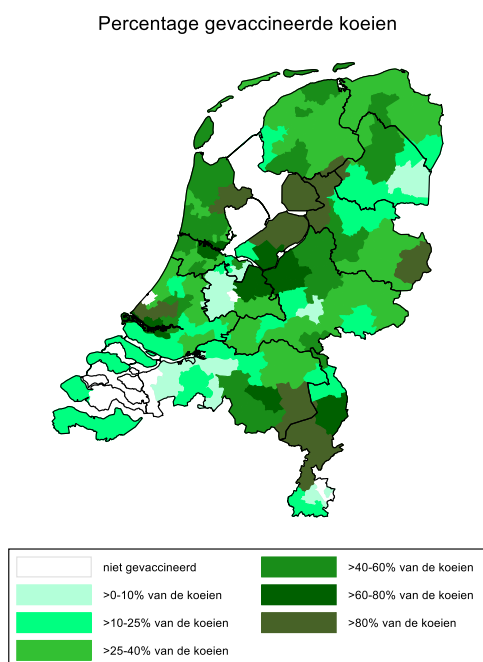 Percentage gevaccineerde koeien
niet gevaccineerd
>0-10% van de koeien
>10-25% van de koeien
>25-40% van de koeien
>40-60% van de koeien
>60-80% van de koeien
>80% van de koeien